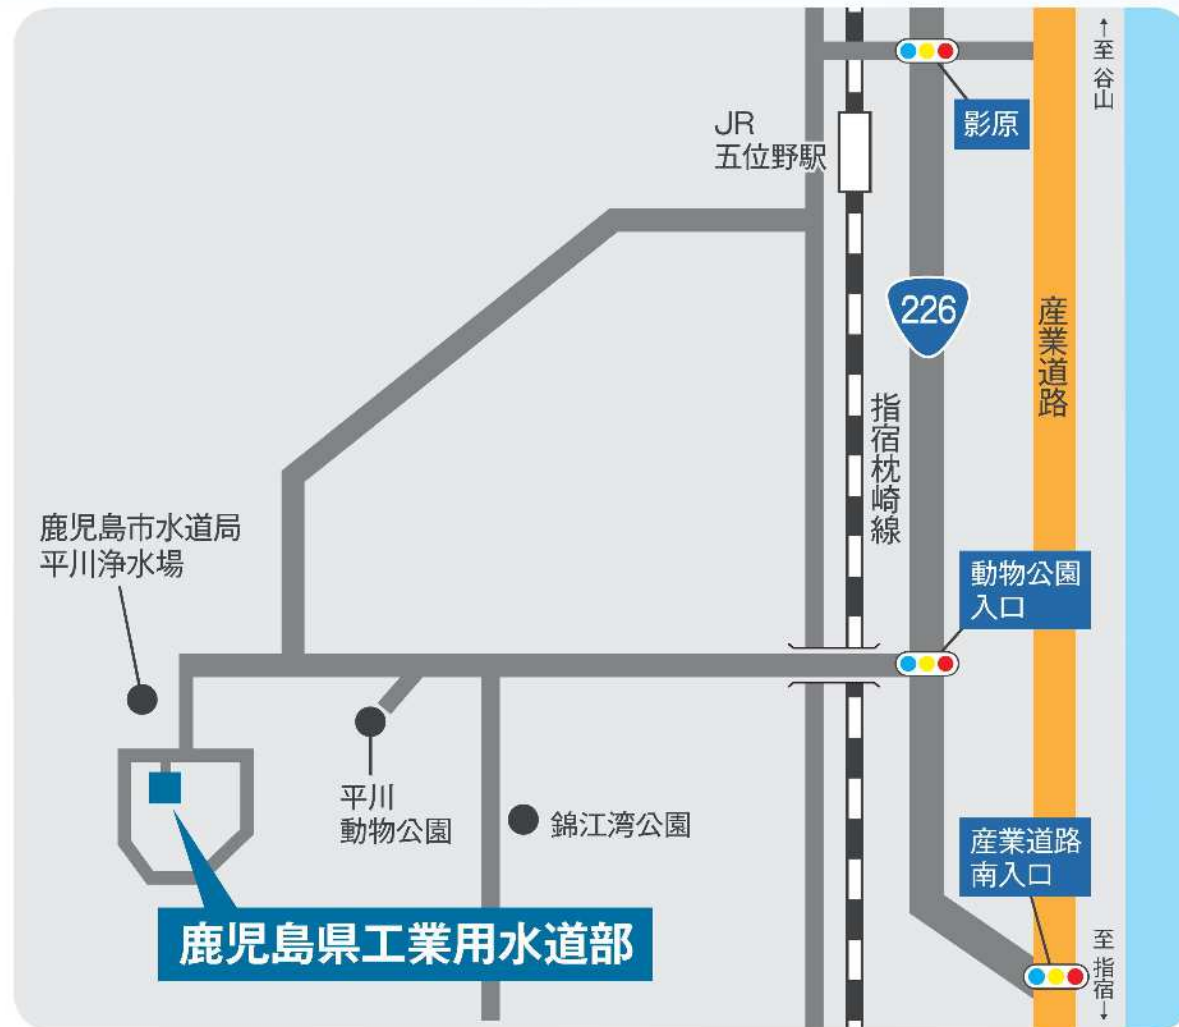 ↑至 谷山
影原
JR
五位野駅
226
産業道路
指宿枕崎線
鹿児島市水道局
平川浄水場
動物公園
入口
平川
動物公園
錦江湾公園
産業道路
南入口
鹿児島県工業用水道部
至 指宿↓